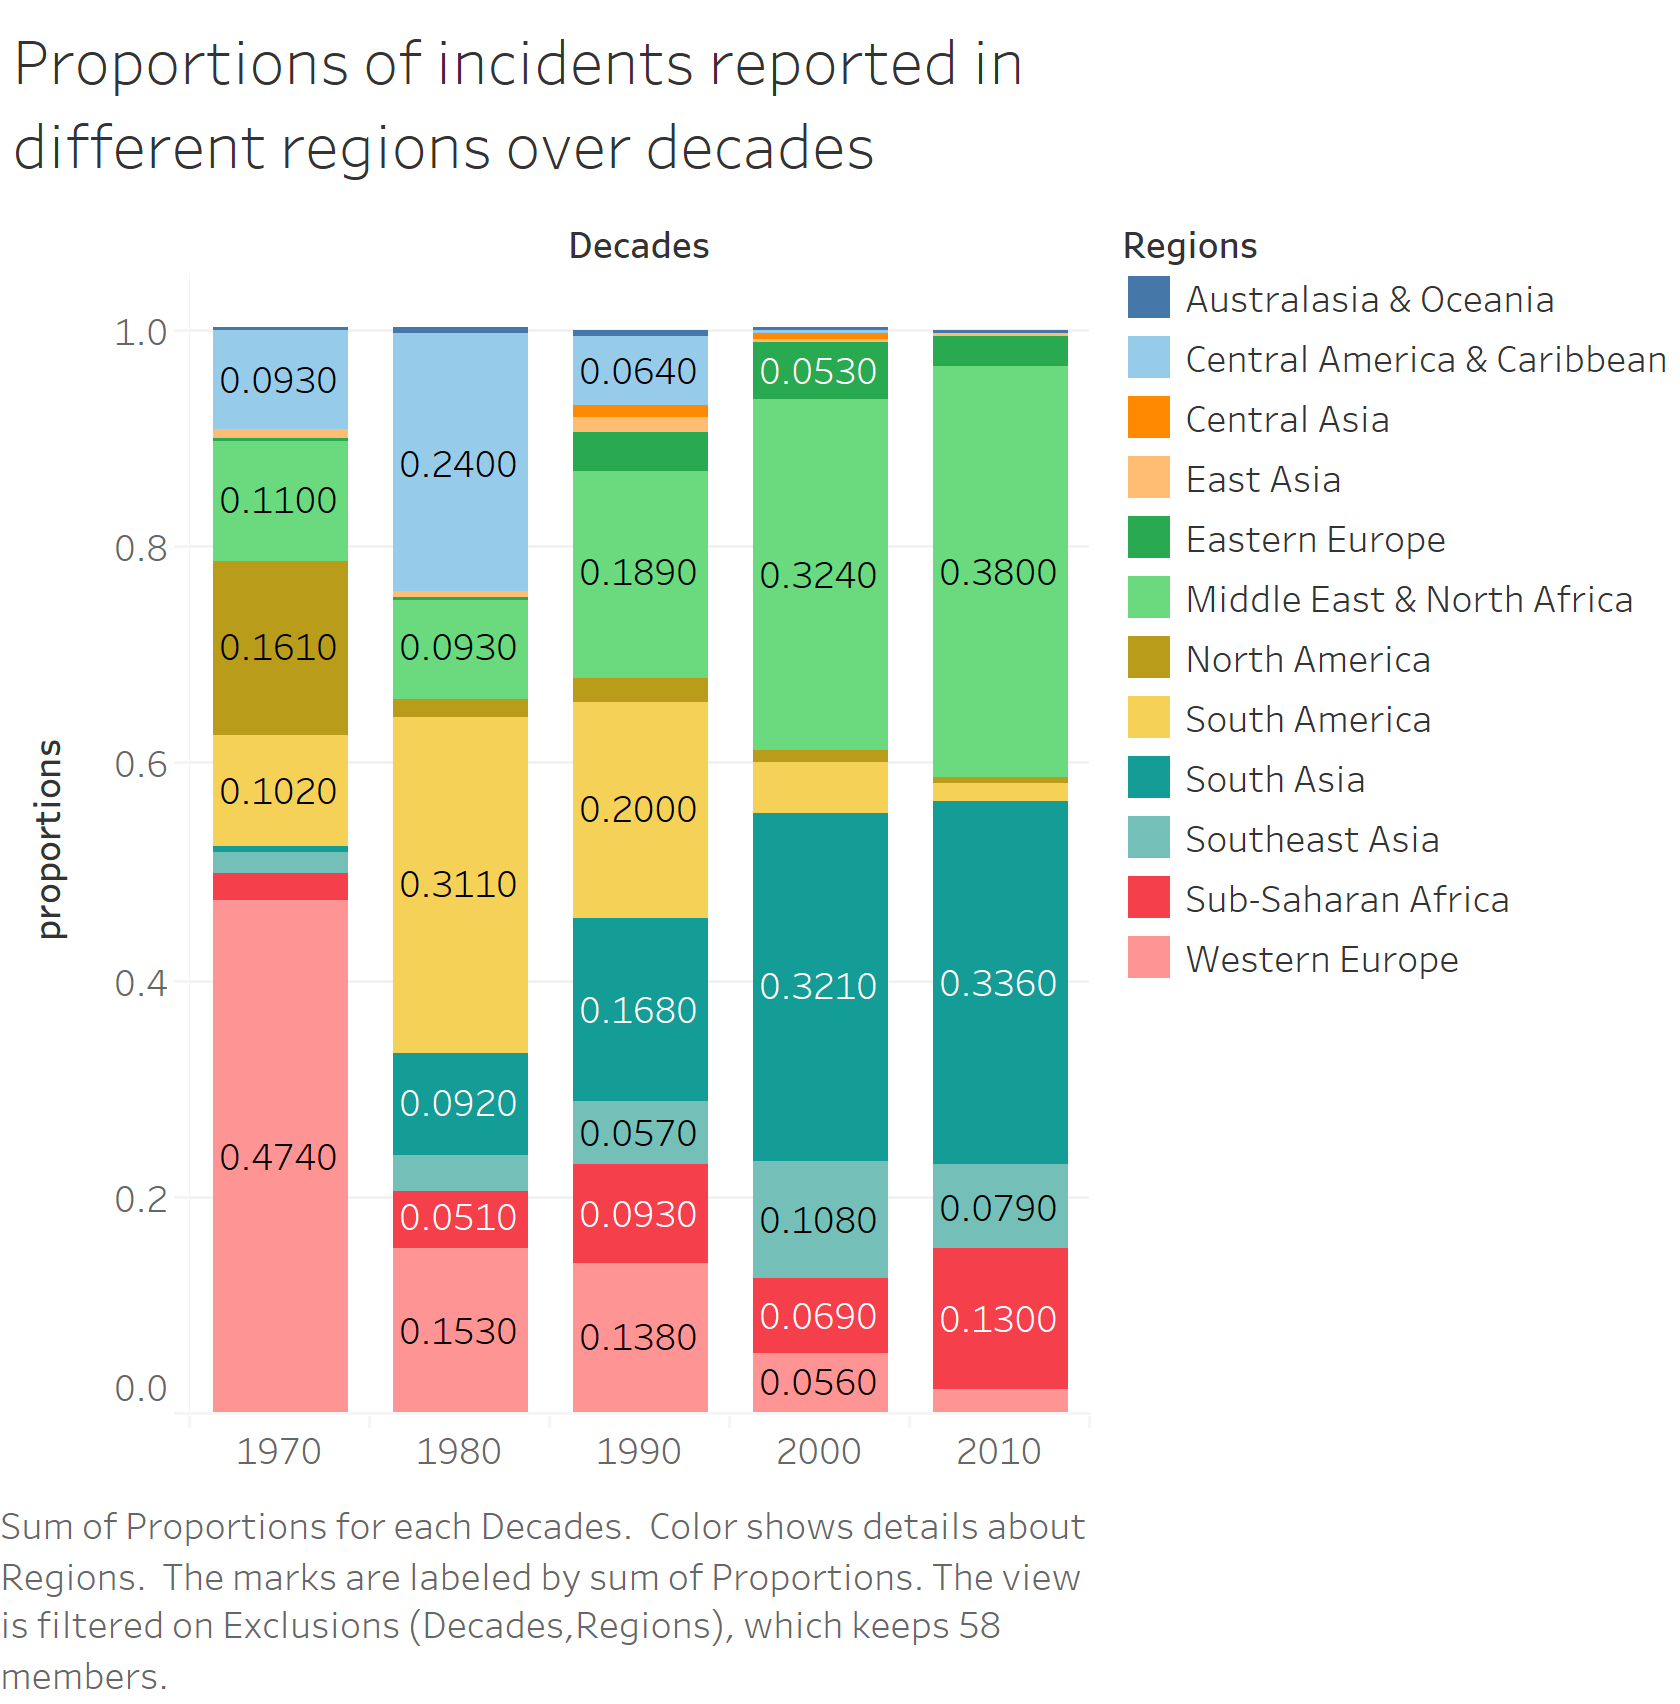 Proportions of incidents reported in
different regions over decades
Decades
Regions
Australasia & Oceania
Central America & Caribbean
Central Asia
East Asia
Eastern Europe
Middle East & North Africa
North America
South America
South Asia
Southeast Asia
Sub-Saharan Africa
Western Europe
proportions
1.0
0.8
0.6
0.4
0.2
0.0
0.0930
0.1100
0.1610
0.1020
0.4740
0.2400
0.0930
0.3110
0.0920
0.0510
0.1530
0.0640
0.1890
0.2000
0.1680
0.0570
0.0930
0.1380
0.0530
0.3240
0.3210
0.1080
0.0690
0.0560
0.3800
0.3360
0.0790
0.1300
1970 1980 1990 2000 2010
Sum of Proportions for each Decades.  Color shows details about
Regions.  The marks are labeled by sum of Proportions. The view
is filtered on Exclusions (Decades,Regions), which keeps 58
members.